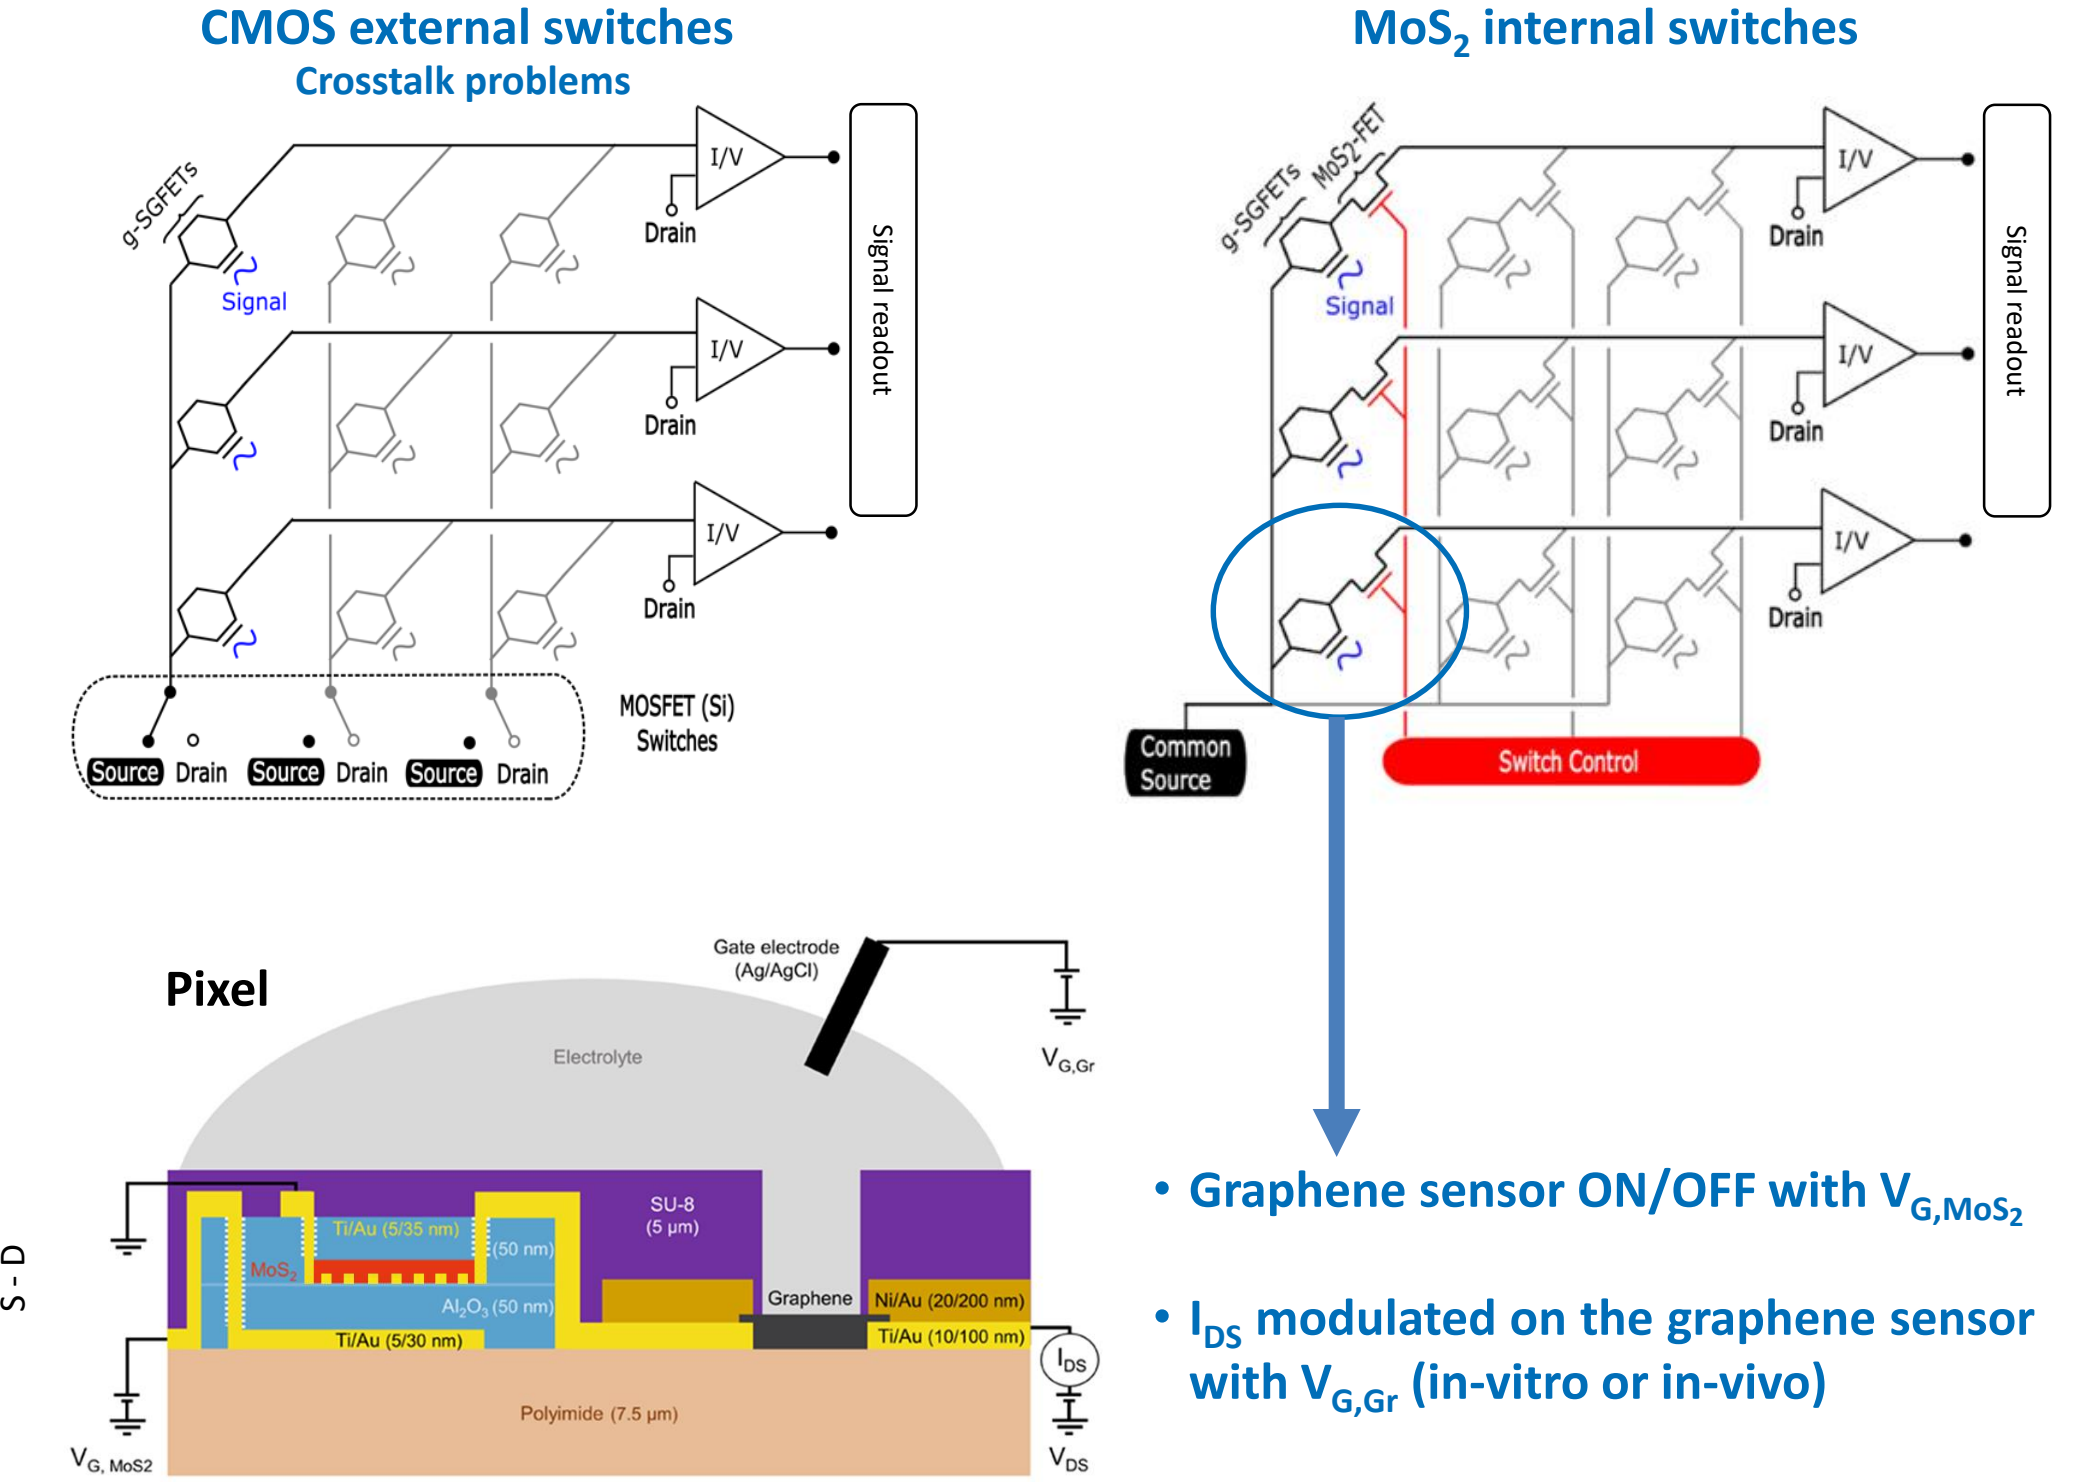 CMOS external switches
Crosstalk problems
g-SGFETs
Signal
I/V
Drain
I/V
Drain
I/V
Drain
Signal readout
MOSFET (Si)
Switches
Source Drain Source Drain Source Drain
MoS2 internal switches
g-SGFETs
MoS2-FET
Signal
I/V
Drain
I/V
Drain
I/V
Drain
Signal readout
Common
Source
Switch Control
Pixel
Gate electrode
(Ag/AgCl)
Electrolyte
VG,Gr
SU-8
(5 µm)
Ti/Au (5/35 nm)
(50 nm)
MoS2
Al2O3 (50 nm)
Ti/Au (5/30 nm)
Graphene
Ni/Au (20/200 nm)
Ti/Au (10/100 nm)
IDS
Polyimide (7.5 µm)
VG, MoS2
VDS
S - D
• Graphene sensor ON/OFF with VG,MoS2
• IDS modulated on the graphene sensor
with VG,Gr (in-vitro or in-vivo)